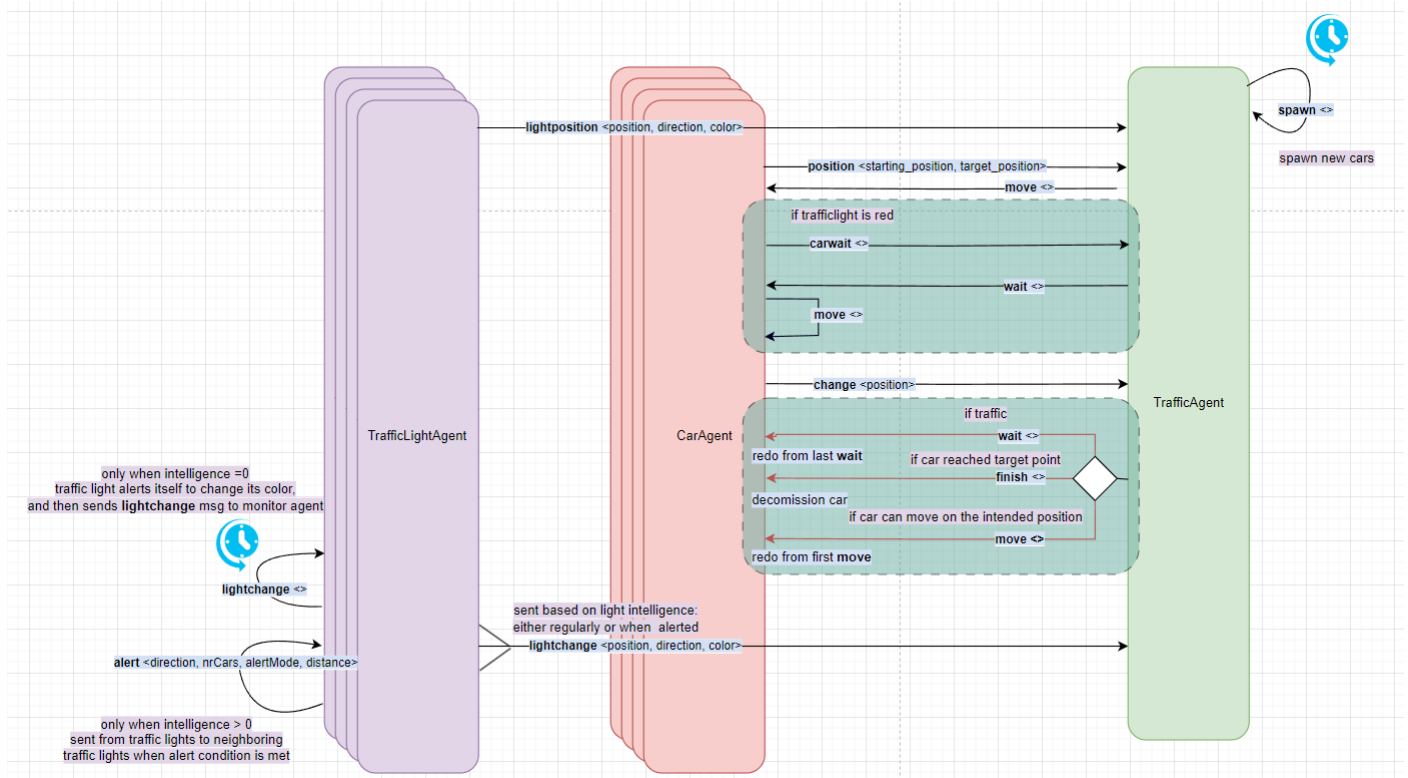 spawn <>
lightposition <position, direction, color>
spawn new cars
position <starting_position, target_position>
move <>
if trafficlight is red
carwait <>
wait <>
move <>
change <position>
TrafficAgent
if traffic
TrafficLightAgent
CarAgent
wait <>
redo from last wait
if car reached target point
only when intelligence =0
traffic light alerts itself to change its color,
and then sends lightchange msg to monitor agent
finish <>
decomission car
if car can move on the intended position
move <>
redo from first move
lightchange <>
sent based on light intelligence:
either regularly or when alerted
lightchange <position, direction, color>
alert <direction, nrCars, alertMode, distance>
only when intelligence > 0
sent from traffic lights to neighboring
traffic lights when alert condition is met